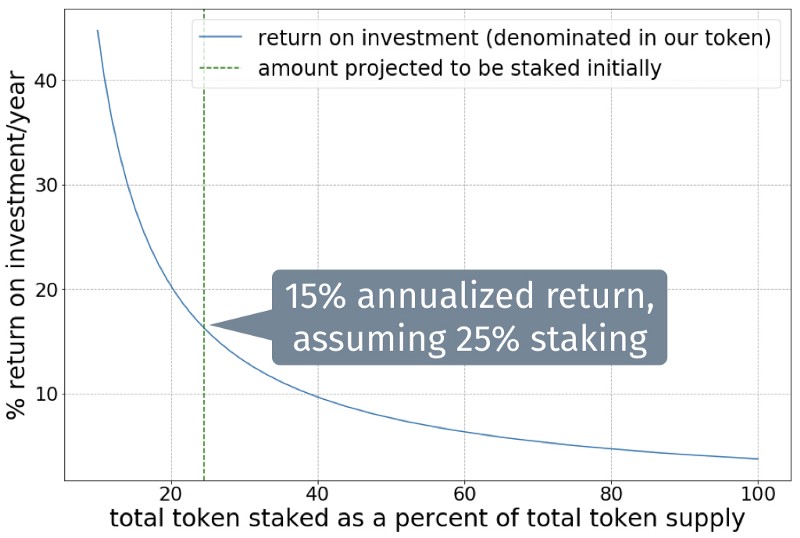 return on investment (denominated in our token)
amount projected to be staked initially
% return on investment/year
40
30
20
10
15% annualized return,
assuming 25% staking
20
40
60
80
100
total token staked as a percent of total token supply